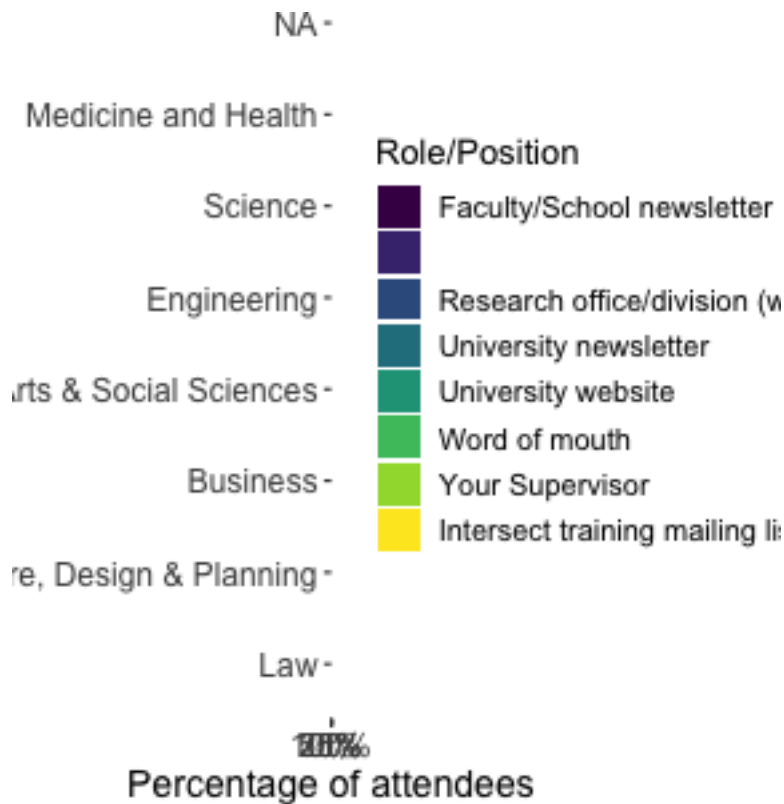 NA
Medicine and Health
Science
Engineering
Arts & Social Sciences
Business
re, Design & Planning
Law
Percentage of attendees
Role/Position
Faculty/School newsletter
Research office/division (w
University newsletter
University website
Word of mouth
Your Supervisor
Intersect training mailing lis